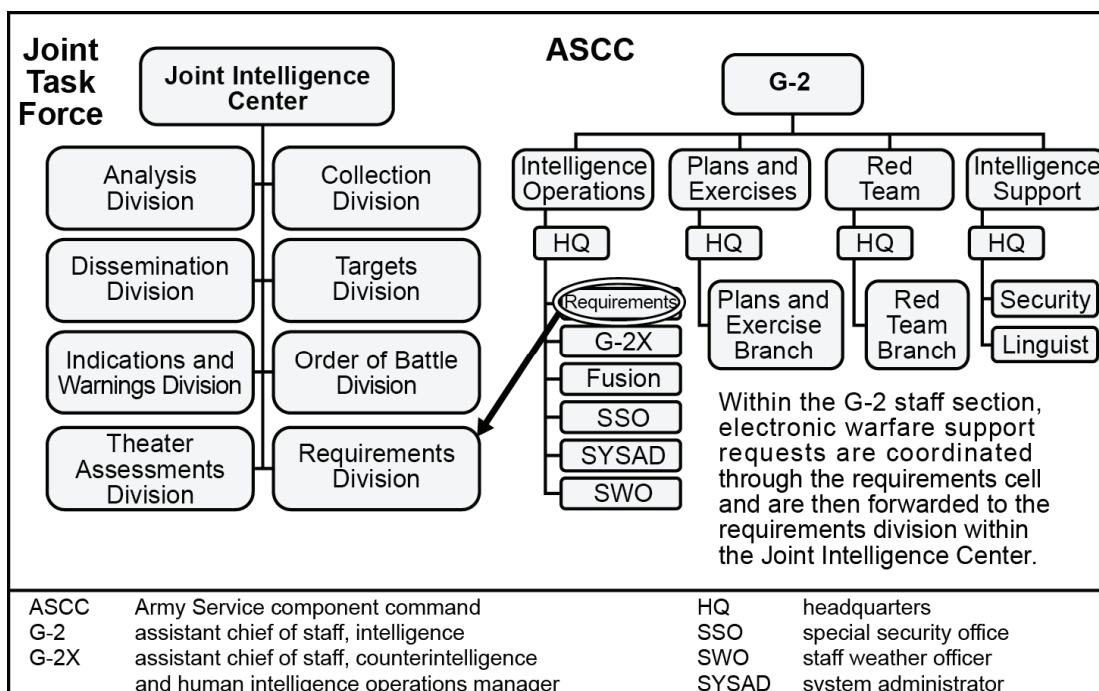 Joint
Task
Force
Joint Intelligence
Center
Analysis
Division
Collection
Division
Dissemination
Division
Targets
Division
Indications and
Warnings Division
Order of Battle
Division
Theater
Assessments
Division
Requirements
Division
ASCC
G-2
Intelligence
Operations
Plans and
Exercises
Red
Team
Intelligence
Support
HQ
HQ
HQ
HQ
Requirements
G-2X
Fusion
SSO
SYSAD
SWO
Plans and
Exercise
Branch
Red
Team
Branch
Security
Linguist
Within the G-2 staff section,
electronic warfare support
requests are coordinated
through the requirements cell
and are then forwarded to the
requirements division within
the Joint Intelligence Center.
ASCC Army Service component command
G-2 assistant chief of staff, intelligence
G-2X assistant chief of staff, counterintelligence
and human intelligence operations manager
HQ headquarters
SSO special security office
SWO staff weather officer
SYSAD system administrator